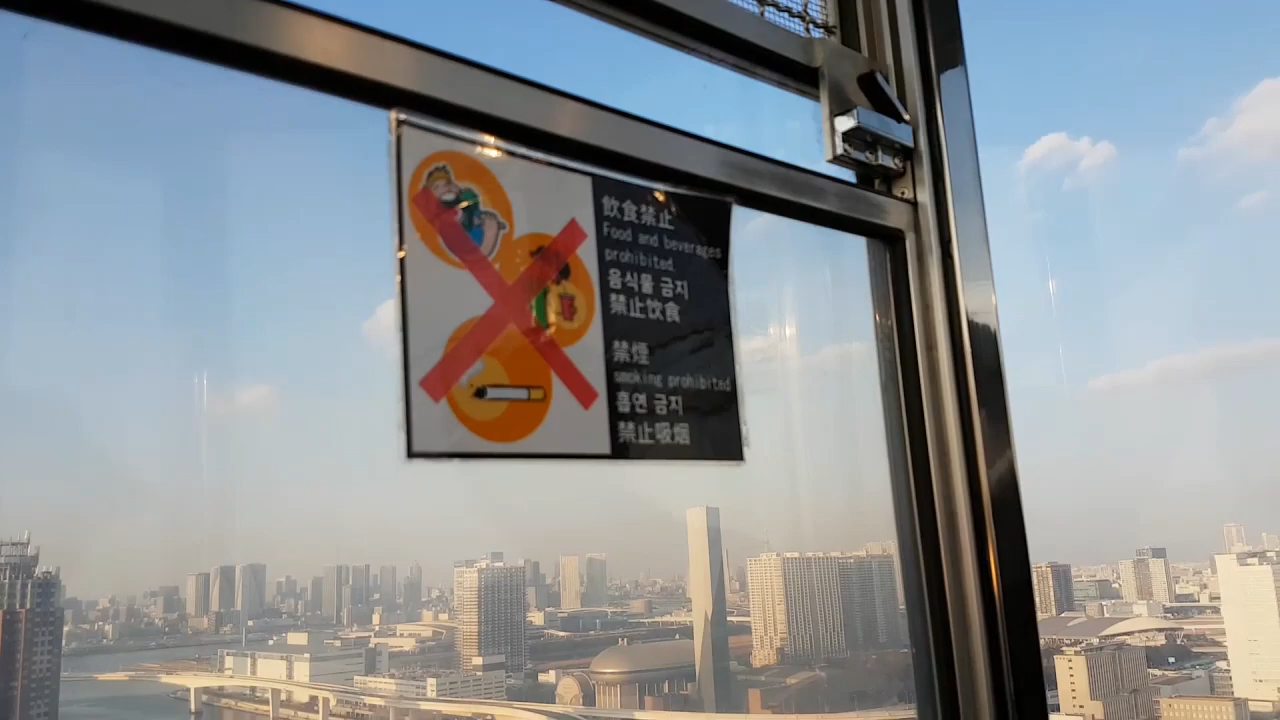 飲食禁止
Food and beverages
prohibited.
음식물 금지
禁止饮食
禁煙
smoking prohibited
흡연 금지
禁止吸烟